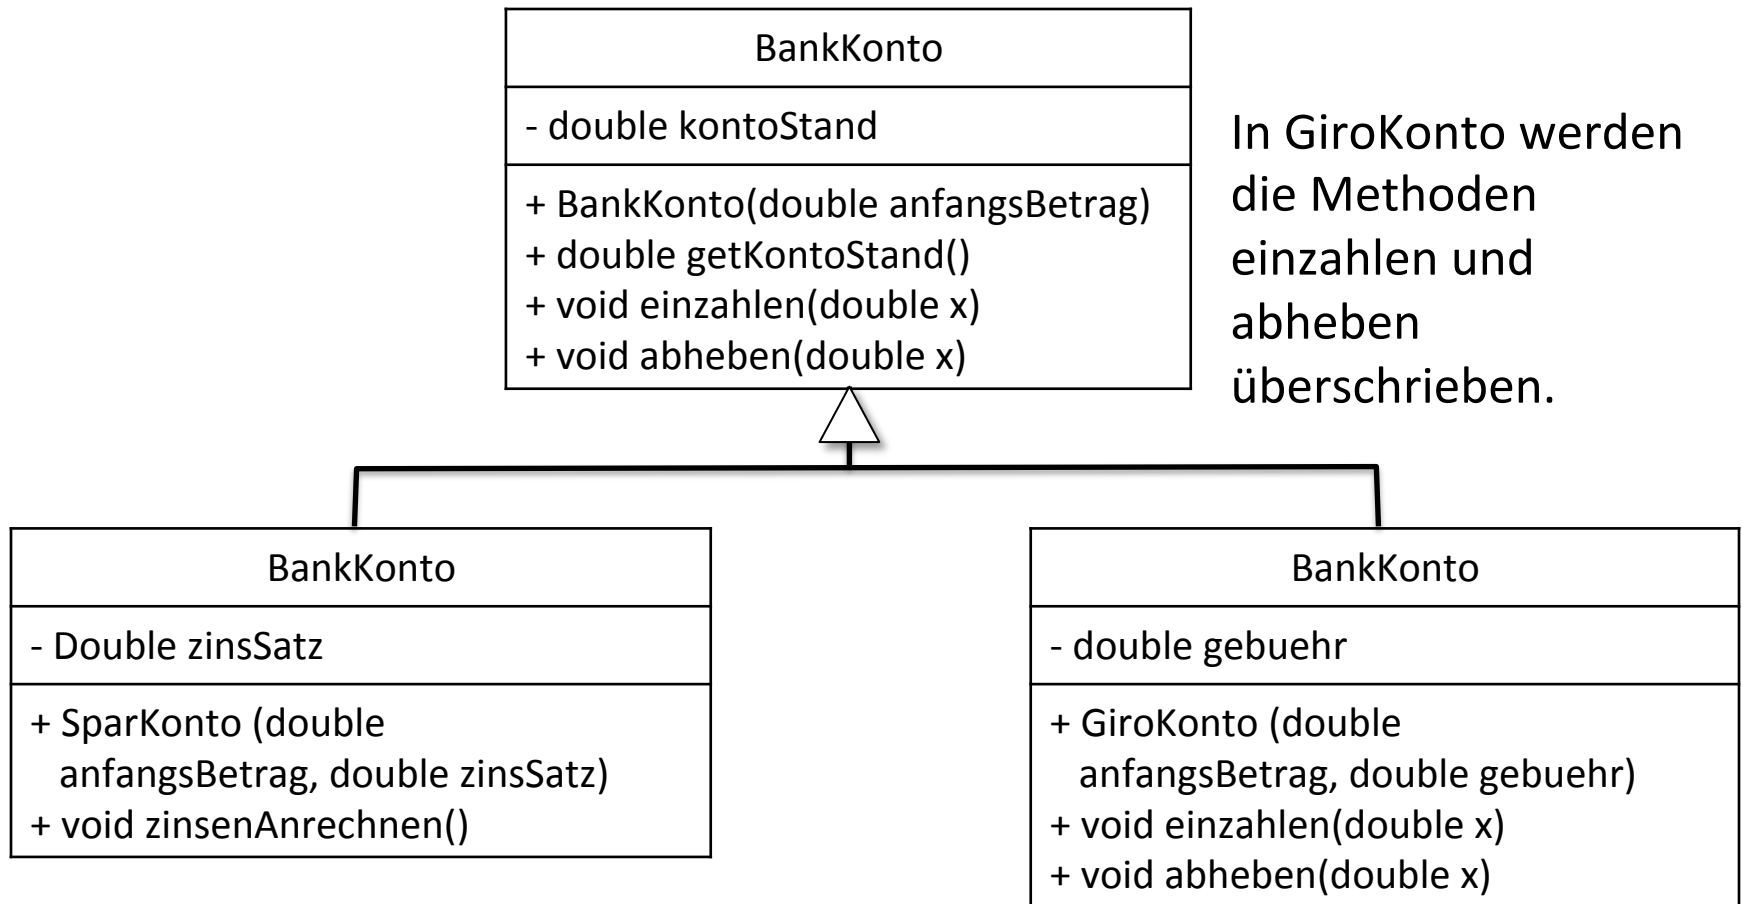 BankKonto
- double kontoStand
+ BankKonto(double anfangsBetrag)
+ double getKontoStand()
+ void einzahlen(double x)
+ void abheben(double x)
In GiroKonto werden
die Methoden
einzahlen und
abheben
überschrieben.
BankKonto
- Double zinsSatz
+ SparKonto (double
anfangsBetrag, double zinsSatz)
+ void zinsenAnrechnen()
BankKonto
- double gebuehr
+ GiroKonto (double
anfangsBetrag, double gebuehr)
+ void einzahlen(double x)
+ void abheben(double x)